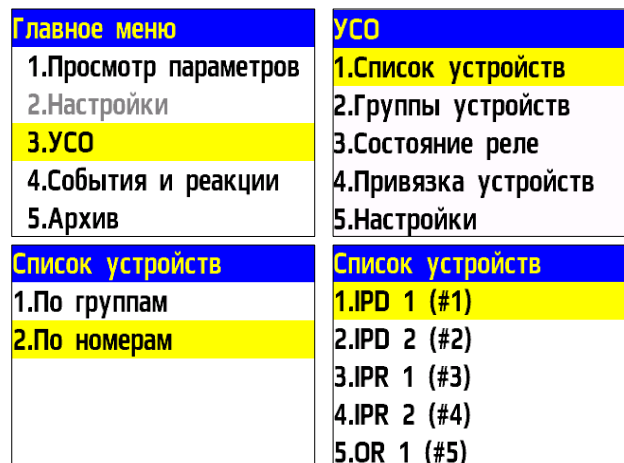 Главное меню
1.Просмотр параметров
2.Настройки
3.УСО
4.События и реакции
5.Архив
УСО
1.Список устройств
2.Группы устройств
3.Состояние реле
4.Привязка устройств
5.Настройки
Список устройств
1.По группам
2.По номерам
Список устройств
1.IPD 1 (#1)
2.IPD 2 (#2)
3.IPR 1 (#3)
4.IPR 2 (#4)
5.OR 1 (#5)